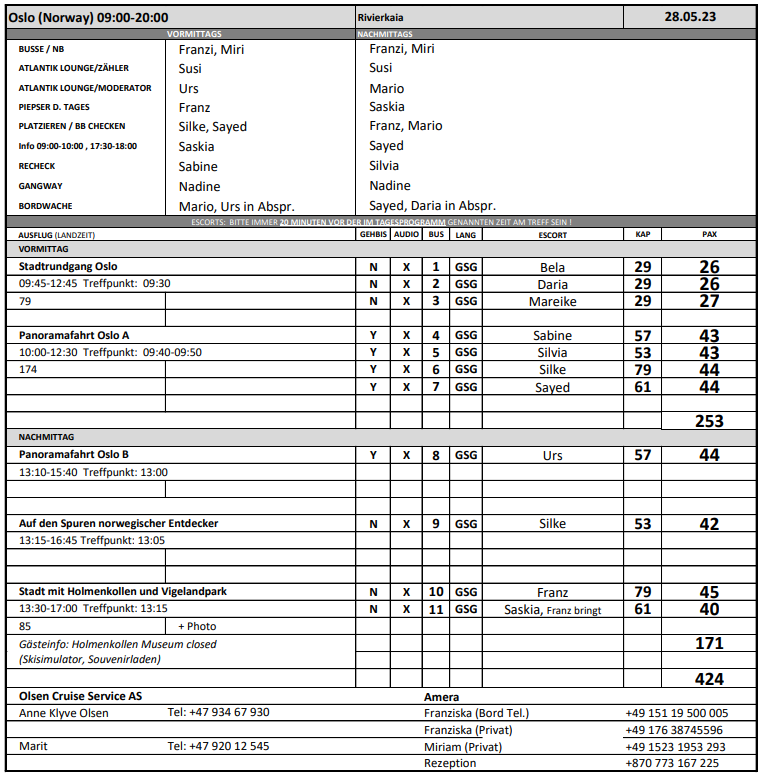 Oslo (Norway) 09:00-20:00 Rivierkaia 28.05.23
VORMITTAGS NACHMITTAGS
BUSSE / NB Franzi, Miri Franzi, Miri
ATLANTIK LOUNGE/ZÄHLER Susi Susi
ATLANTIK LOUNGE/MODERATOR Urs Mario
PIEPSER D. TAGES Franz Saskia
PLATZIEREN / BB CHECKEN Silke, Sayed Franz, Mario
Info 09:00-10:00 , 17:30-18:00 Saskia Sayed
RECHECK Sabine Silvia
GANGWAY Nadine Nadine
BORDWACHE Mario, Urs in Abspr. Sayed, Daria in Abspr.
ESCORTS: BITTE IMMER 20 MINUTEN VOR DER IM TAGESPROGRAMM GENANNTEN ZEIT AM TREFF SEIN !
AUSFLUG (LANDZEIT) GEHBIS AUDIO BUS LANG ESCORT KAP PAX
VORMITTAG
Stadtrundgang Oslo N X 1 GSG Bela 29 26
09:45-12:45 Treffpunkt: 09:30 N X 2 GSG Daria 29 26
79 N X 3 GSG Mareike 29 27
Panoramafahrt Oslo A Y X 4 GSG Sabine 57 43
10:00-12:30 Treffpunkt: 09:40-09:50 Y X 5 GSG Silvia 53 43
174 Y X 6 GSG Silke 79 44
Y X 7 GSG Sayed 61 44
253
NACHMITTAG
Panoramafahrt Oslo B Y X 8 GSG Urs 57 44
13:10-15:40 Treffpunkt: 13:00
Auf den Spuren norwegischer Entdecker N X 9 GSG Silke 53 42
13:15-16:45 Treffpunkt: 13:05
Stadt mit Holmenkollen und Vigelandpark N X 10 GSG Franz 79 45
13:30-17:00 Treffpunkt: 13:15 N X 11 GSG Saskia, Franz bringt 61 40
85 + Photo
Gästeinfo: Holmenkollen Museum closed 171
(Skisimulator, Souvenirladen)
424
Olsen Cruise Service AS Amera
Anne Klyve Olsen Tel: +47 934 67 930 Franziska (Bord Tel.) +49 151 19 500 005
Franziska (Privat) +49 176 38745596
Marit Tel: +47 920 12 545 Miriam (Privat) +49 1523 1953 293
Rezeption +870 773 167 225